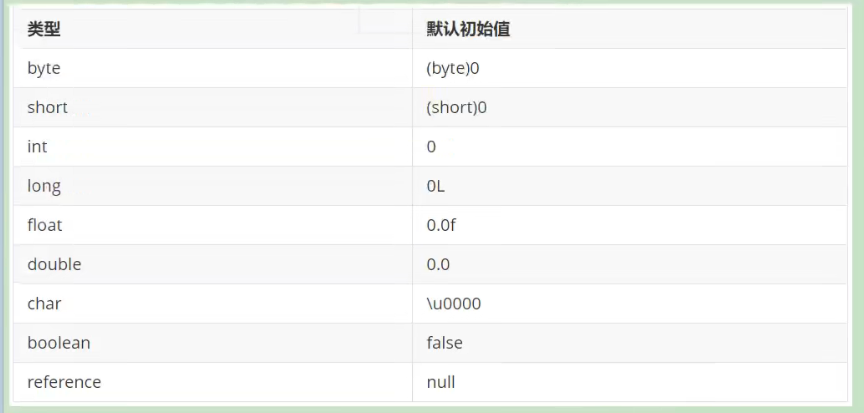 类型 默认初始值
byte (byte)0
short (short)0
int 0
long 0L
float 0.0f
double 0.0
char \u0000
boolean false
reference null